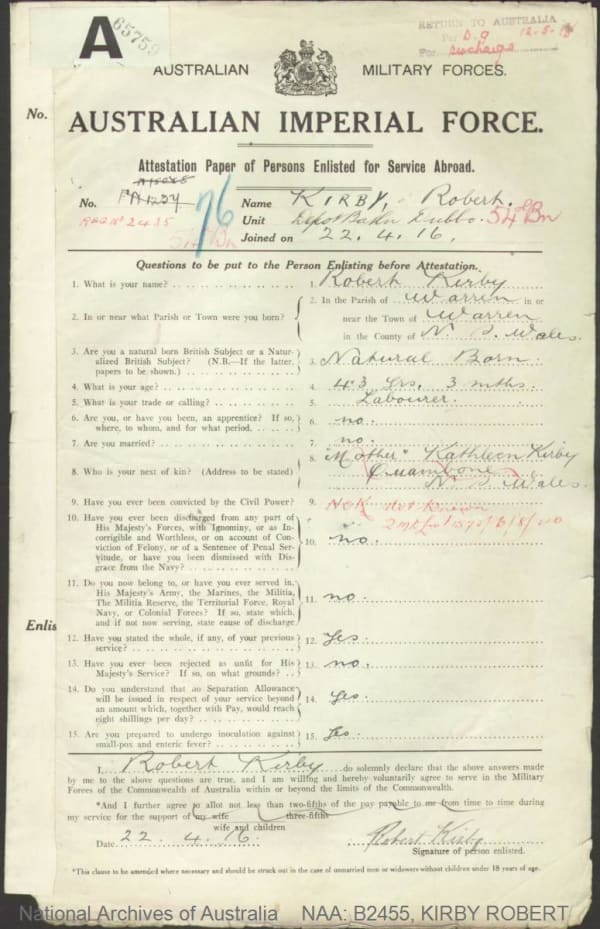 A 65759
RETURN TO AUSTRALIA
Per D.O 12-5-18
For Discharge
AUSTRALIAN MILITARY FORCES.
No.
AUSTRALIAN IMPERIAL FORCE.
Attestation Paper of Persons Enlisted for Service Abroad.
No. 76 Name KIRBY, Robert.
REG No 2435 Unit Depot Dubbo. 54th Bn
54th Bn Joined on 22. 4. 16.
Questions to be put to the Person Enlisting before Attestation.
1. What is your name? 1. Robert Kirby
2. In or near what Parish or Town were you born? 2. In the Parish of Warren in or
near the Town of Warren
in the County of N. S. Wales.
3. Are you a natural born British Subject or a Natur-
alized British Subject? (N.B.—If the latter,
papers to be shown.) 3. Natural Born.
4. What is your age? 4. 43 yrs. 3 mths.
5. What is your trade or calling? 5. Labourer.
6. Are you, or have you been, an apprentice? If so,
where, to whom, and for what period. 6. no.
7. Are you married? 7. no.
8. Who is your next of kin? (Address to be stated) 8. "Mother" Kathleen Kirby
Quambone
N. S. Wales.
9. Have you ever been convicted by the Civil Power? 9. NoK not known
10. Have you ever been discharged from any part of
His Majesty's Forces, with Ignominy, or as In-
corrigible and Worthless, or on account of Con-
viction of Felony, or of a Sentence of Penal Ser-
vitude, or have you been dismissed with Dis-
grace from the Navy? 10. no.
11. Do you now belong to, or have you ever served in,
His Majesty's Army, the Marines, the Militia,
The Militia Reserve, the Territorial Force, Royal
Navy, or Colonial Forces? If so, state which,
and if not now serving, state cause of discharge 11. no.
Enlis
12. Have you stated the whole, if any, of your previous
service? 12. Yes.
13. Have you ever been rejected as unfit for His
Majesty's Service? If so, on what grounds? 13. no.
14. Do you understand that no Separation Allowance
will be issued in respect of your service beyond
an amount which, together with Pay, would reach
eight shillings per day? 14. Yes.
15. Are you prepared to undergo inoculation against
small-pox and enteric fever? 15. Yes.
I, Robert Kirby do solemnly declare that the above answers made
by me to the above questions are true, and I am willing and hereby voluntarily agree to serve in the Military
Forces of the Commonwealth of Australia within or beyond the limits of the Commonwealth.
*And I further agree to allot not less than two-fifths of the pay payable to me from time to time during
my service for the support of my wife three-fifths
wife and children
Date 22. 4. 16. Robert Kirby
Signature of person enlisted.
*This clause to be amended where necessary and should be struck out in the case of unmarried men or widowers without children under 18 years of age.
National Archives of Australia NAA: B2455, KIRBY ROBERT